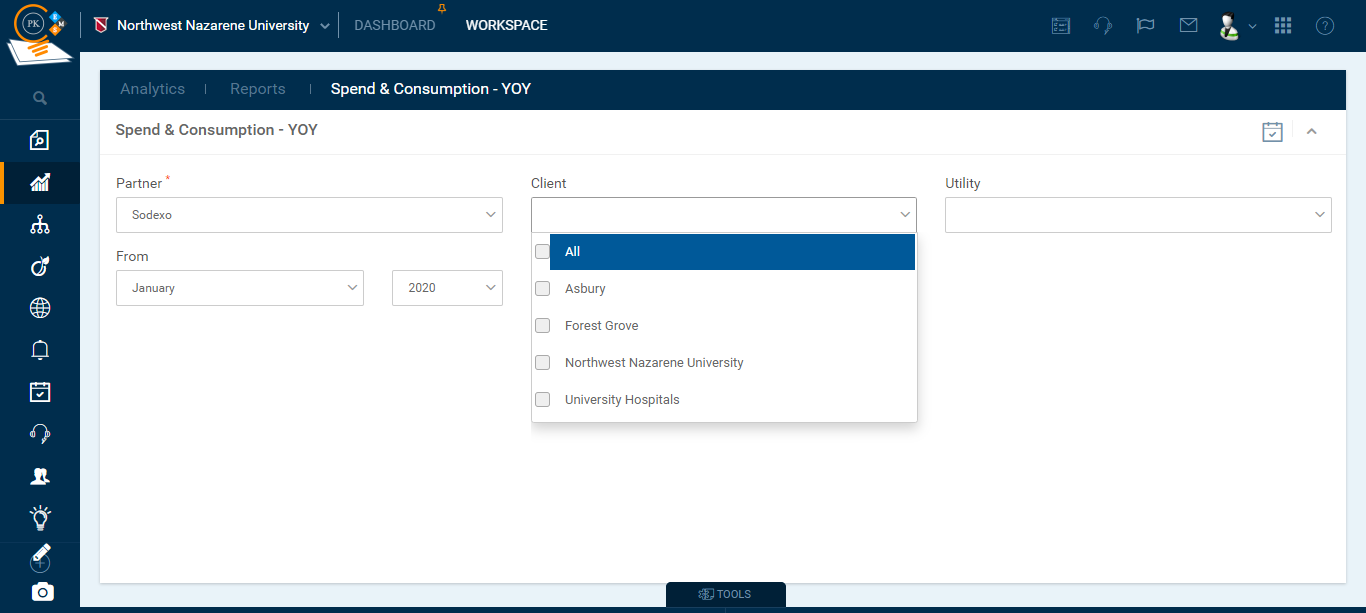 PK
E
M
S
Northwest Nazarene University
DASHBOARD
WORKSPACE
Analytics
Reports
Spend & Consumption - YOY
Spend & Consumption - YOY
Partner *
Client
Utility
Sodexo
From
January
2020
All
Asbury
Forest Grove
Northwest Nazarene University
University Hospitals
TOOLS